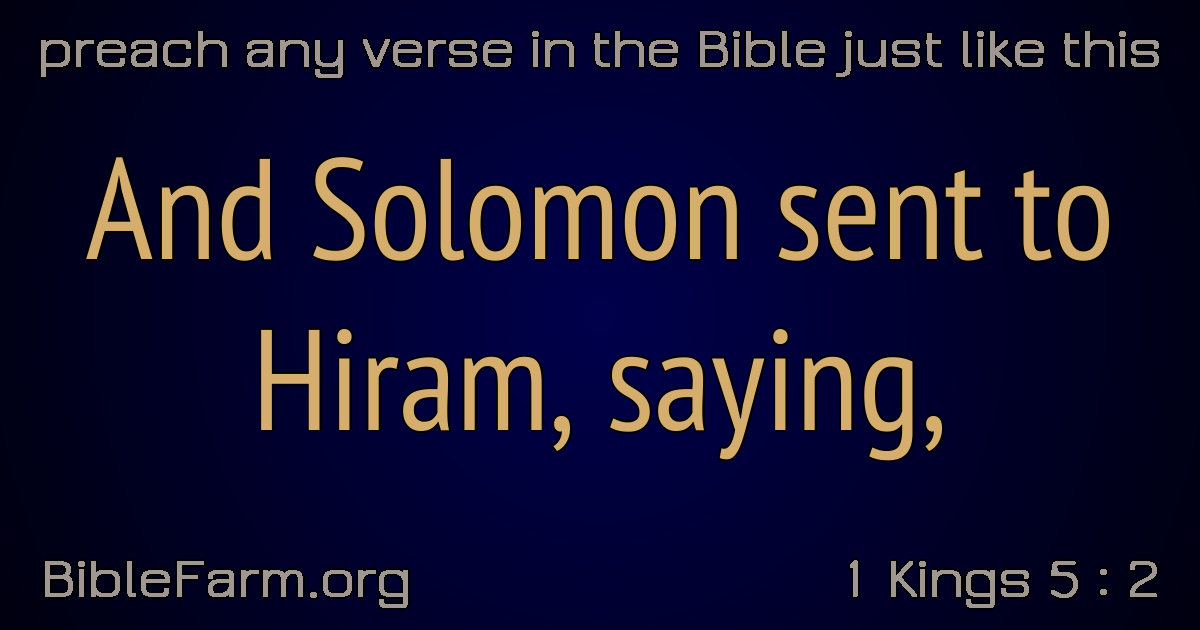 preach any verse in the Bible just like this
And Solomon sent to
Hiram, saying,
BibleFarm.org
1 Kings 5 : 2